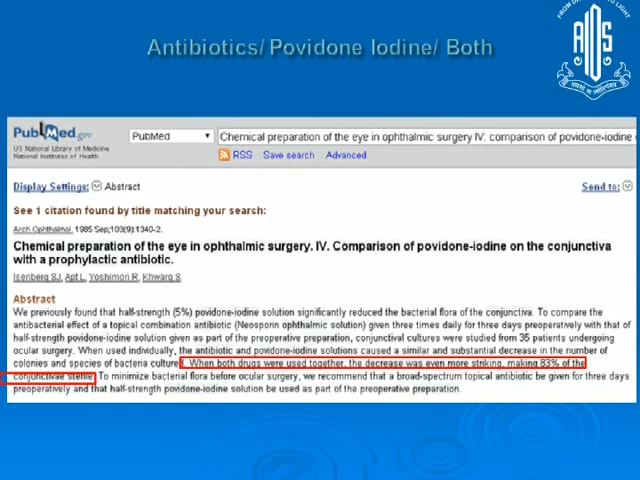 FROM DARKNESS TO LIGHT
AIOS
Antibiotics/ Povidone Iodine/ Both
PubMed.gov
US National Library of Medicine
National Institutes of Health
PubMed
Chemical preparation of the eye in ophthalmic surgery IV: comparison of povidone-iodine
RSS Save search Advanced
Display Settings: Abstract
Send to:
See 1 citation found by title matching your search:
Arch Ophthalmol. 1985 Sep;103(9):1340-2.
Chemical preparation of the eye in ophthalmic surgery. IV. Comparison of povidone-iodine on the conjunctiva
with a prophylactic antibiotic.
Isenberg SJ, Apt L, Yoshimori R, Khwarg S.
Abstract
We previously found that half-strength (5%) povidone-iodine solution significantly reduced the bacterial flora of the conjunctiva. To compare the
antibacterial effect of a topical combination antibiotic (Neosporin ophthalmic solution) given three times daily for three days preoperatively with that of
half-strength povidone-iodine solution given as part of the preoperative preparation, conjunctival cultures were studied from 35 patients undergoing
ocular surgery. When used individually, the antibiotic and povidone-iodine solutions caused a similar and substantial decrease in the number of
colonies and species of bacteria cultured. When both drugs were used together, the decrease was even more striking, making 83% of the
conjunctivae sterile. To minimize bacterial flora before ocular surgery, we recommend that a broad-spectrum topical antibiotic be given for three days
preoperatively and that half-strength povidone-iodine solution be used as part of the preoperative preparation.